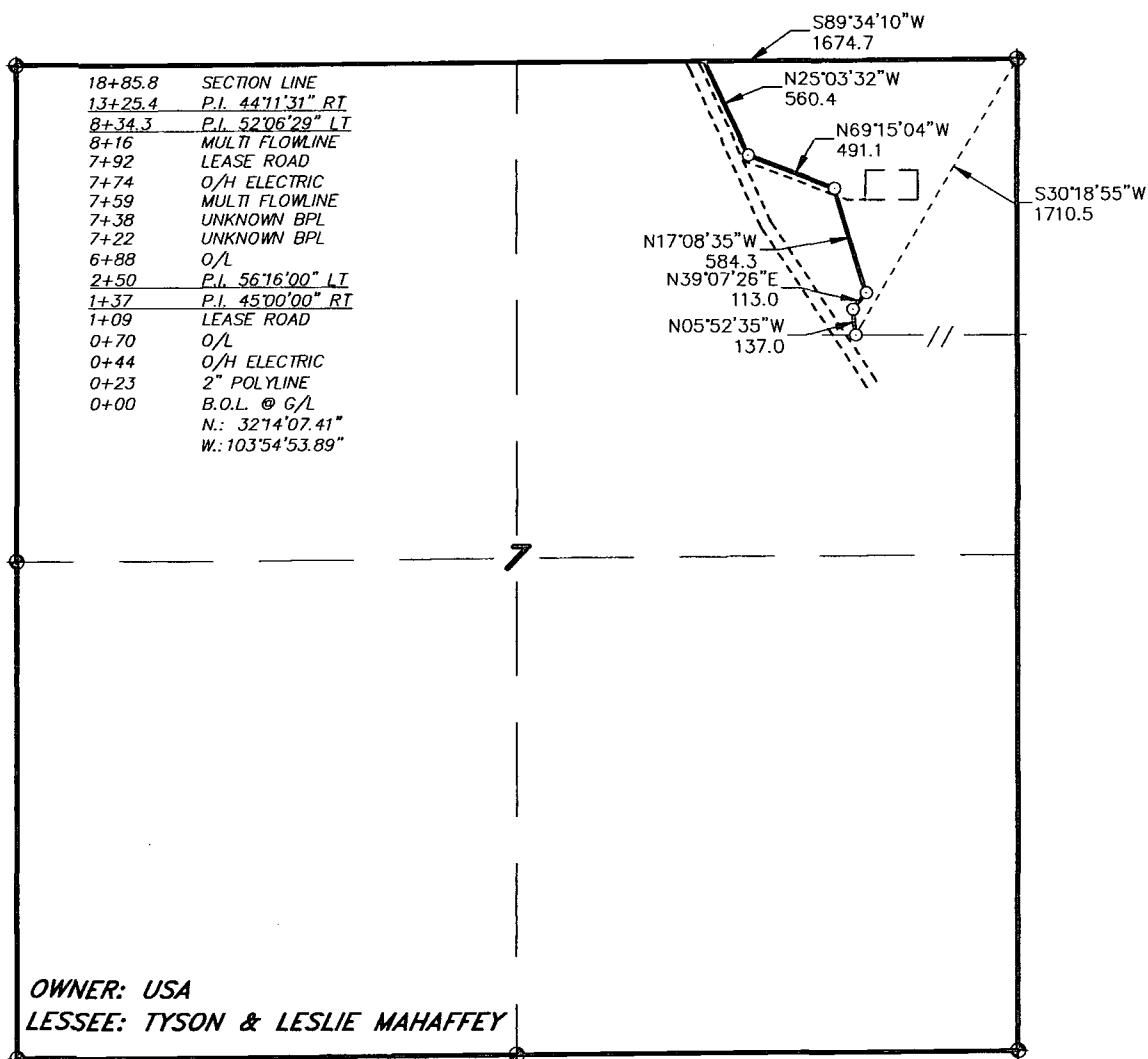 S89°34'10"W
1674.7
18+85.8 SECTION LINE
13+25.4 P.I. 44°11'31" RT
8+34.3 P.I. 52°06'29" LT
8+16 MULTI FLOWLINE
7+92 LEASE ROAD
7+74 O/H ELECTRIC
7+59 MULTI FLOWLINE
7+38 UNKNOWN BPL
7+22 UNKNOWN BPL
6+88 O/L
2+50 P.I. 56°16'00" LT
1+37 P.I. 45°00'00" RT
1+09 LEASE ROAD
0+70 O/L
0+44 O/H ELECTRIC
0+23 2" POLYLINE
0+00 B.O.L. @ G/L
N.: 32°14'07.41"
W.: 103°54'53.89"
N25°03'32"W
560.4
N69°15'04"W
491.1
S30°18'55"W
1710.5
N17°08'35"W
584.3
N39°07'26"E
113.0
N05°52'35"W
137.0
7
OWNER: USA
LESSEE: TYSON & LESLIE MAHAFFEY